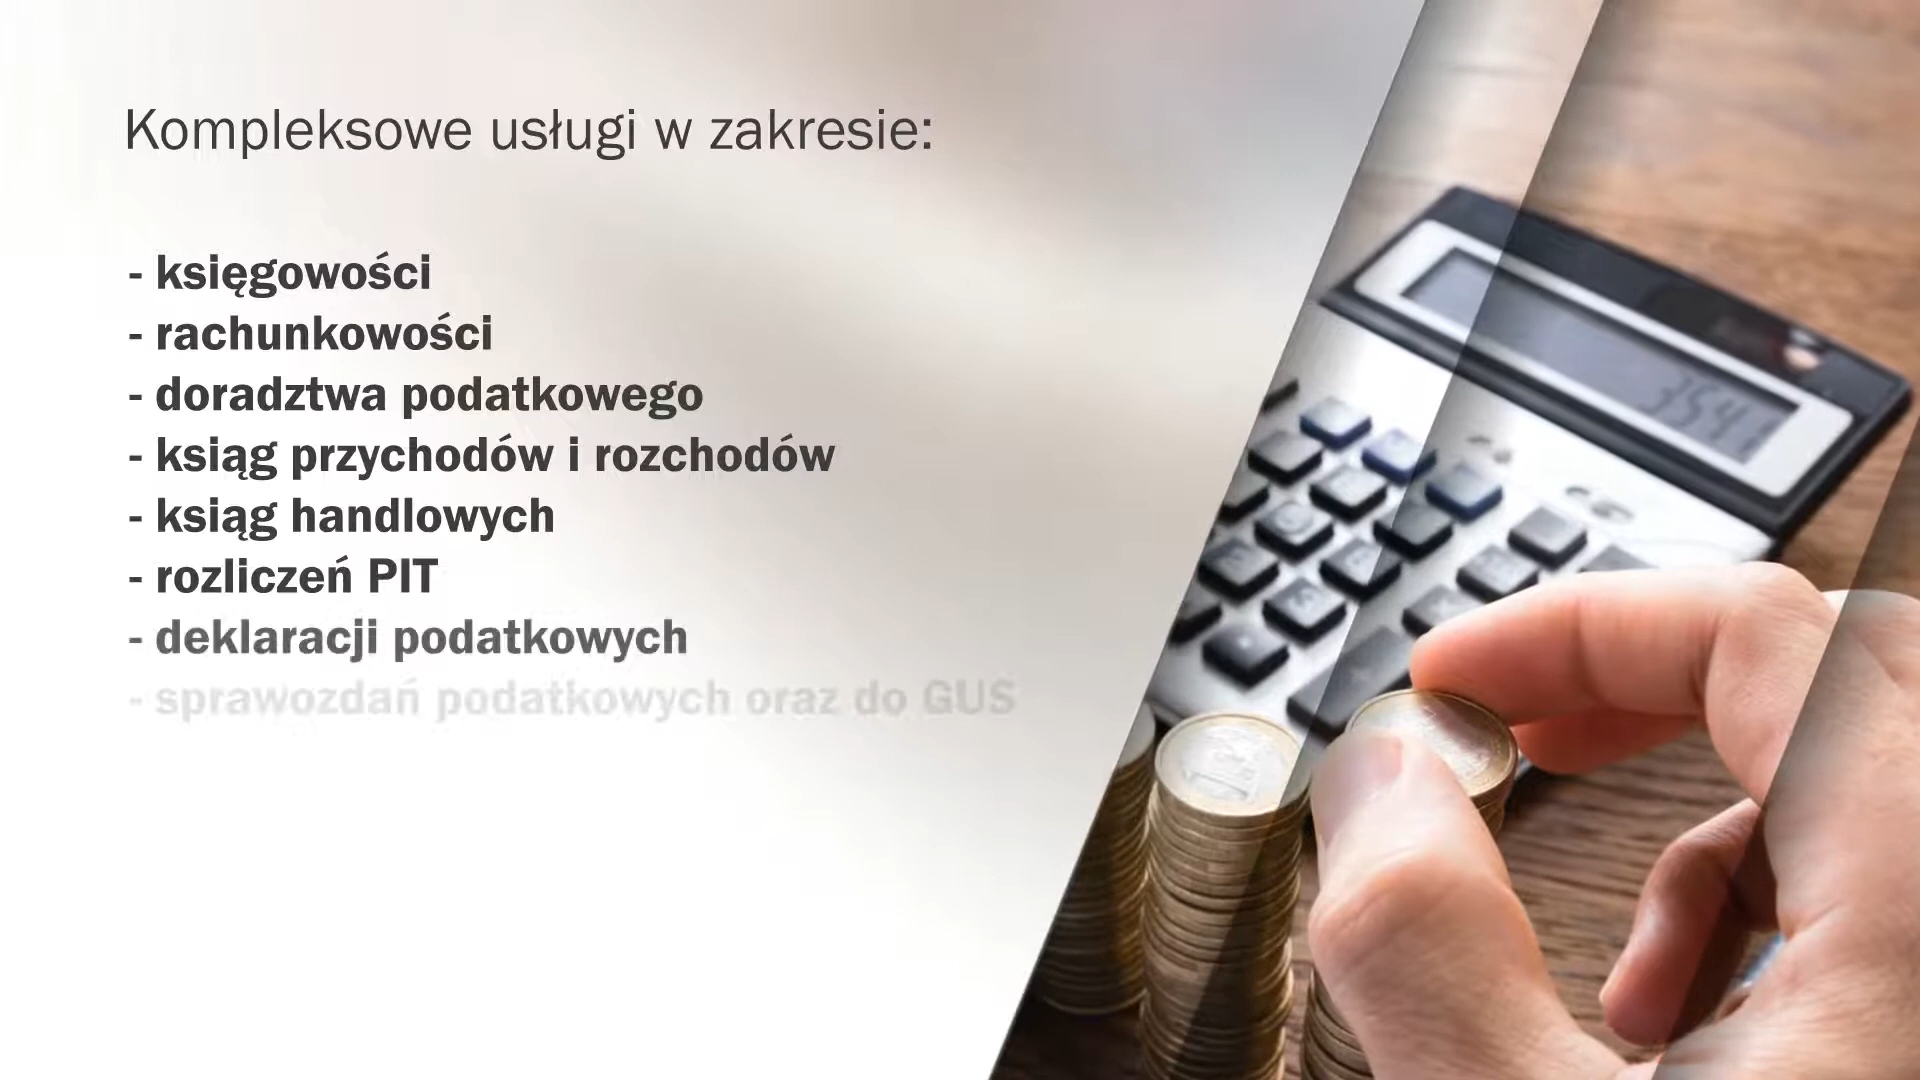 Kompleksowe usługi w zakresie:
- księgowości
- rachunkowości
- doradztwa podatkowego
- ksiąg przychodów i rozchodów
- ksiąg handlowych
- rozliczeń PIT
- deklaracji podatkowych
- sprawozdań podatkowych oraz do GUS